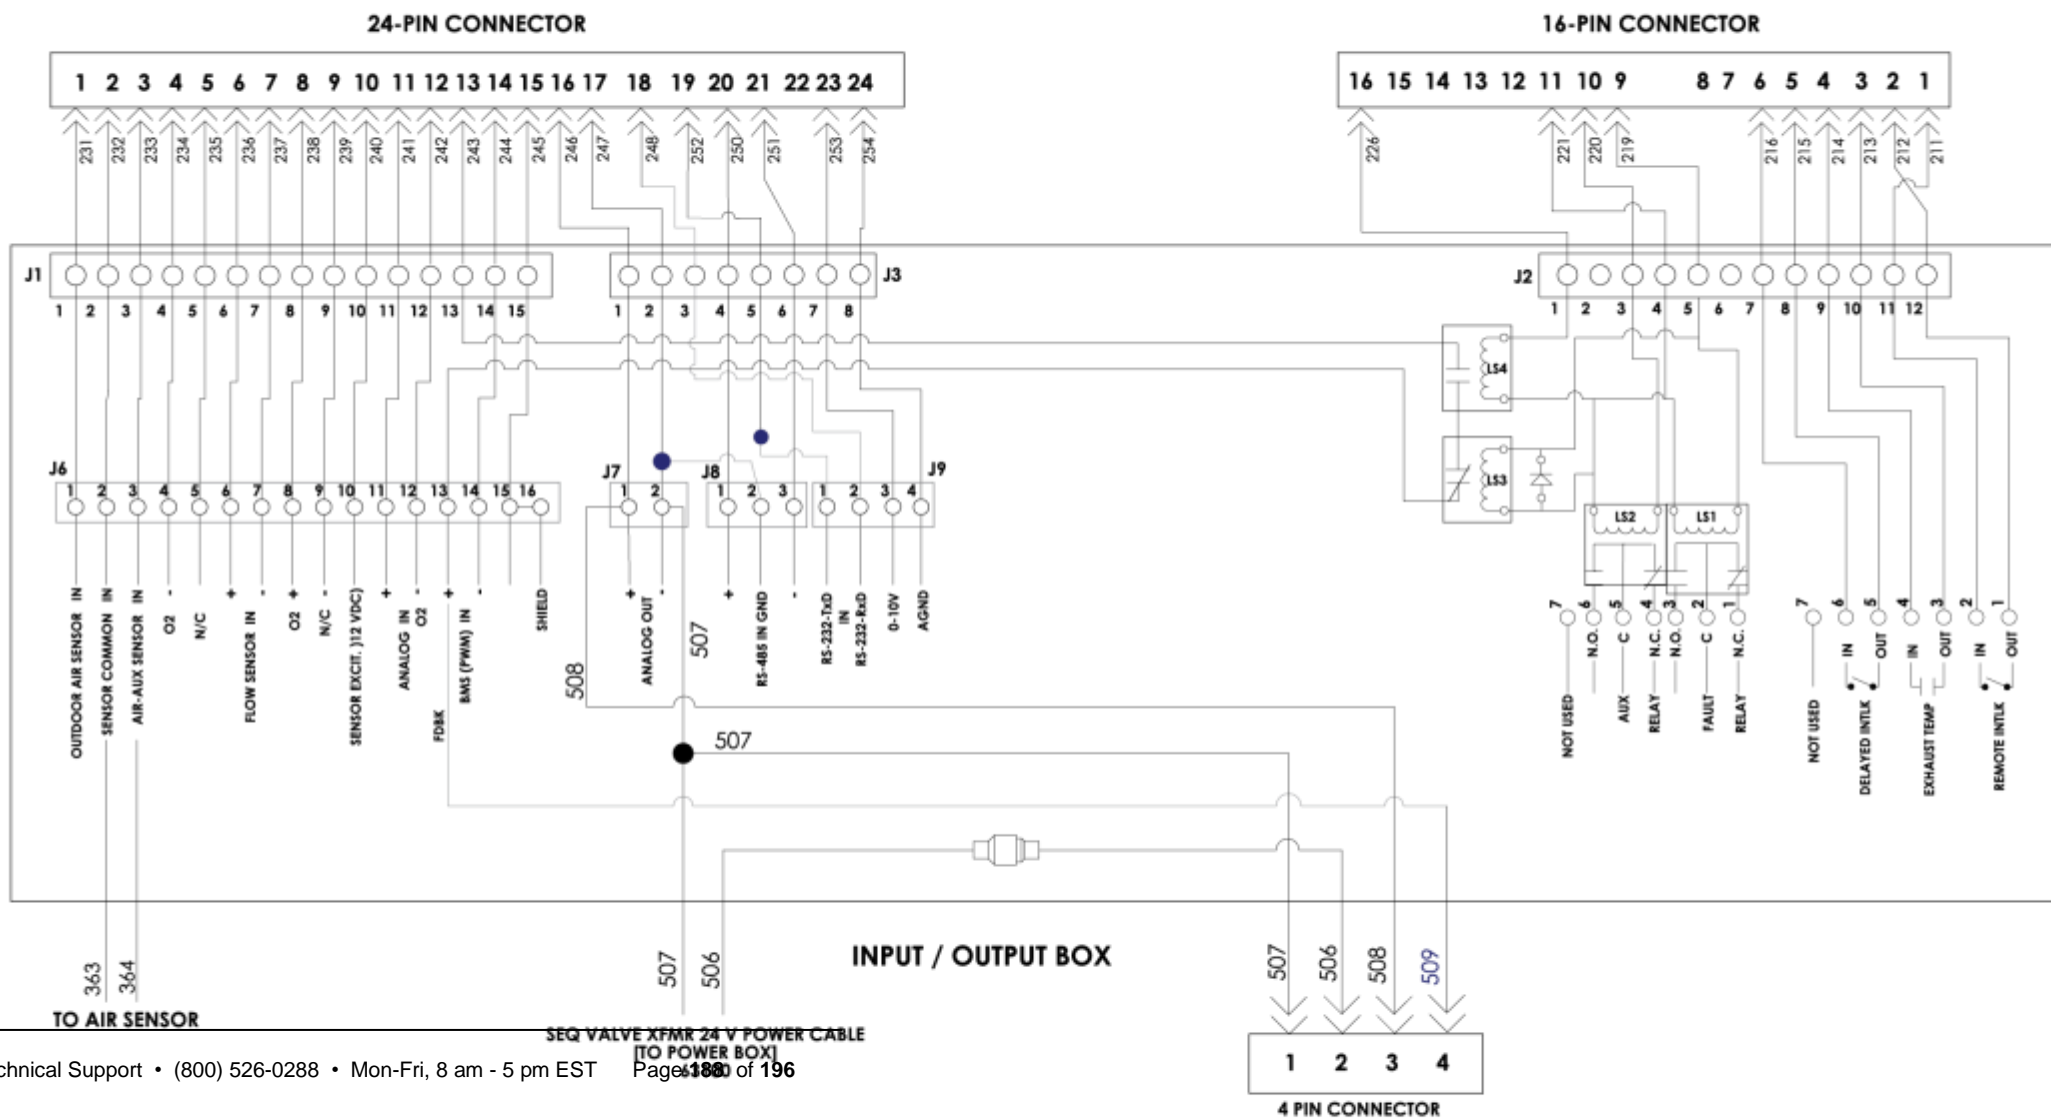 24-PIN CONNECTOR
16-PIN CONNECTOR
1 2 3 4 5 6 7 8 9 10 11 12 13 14 15 16 17 18 19 20 21 22 23 24
16 15 14 13 12 11 10 9 8 7 6 5 4 3 2 1
231 232 233 234 235 236 237 238 239 240 241 242 243 244 245 246 247 248 252 250 251 253 254
226 221 220 219 216 215 214 213 212 211
J1
J3
J2
1 2 3 4 5 6 7 8 9 10 11 12 13 14 15
1 2 3 4 5 6 7 8
1 2 3 4 5 6 7 8 9 10 11 12
LS4
LS3
LS2
LS1
J6
J7
J8
J9
1 2 3 4 5 6 7 8 9 10 11 12 13 14 15 16
1 2
1 2 3
1 2 3 4
OUTDOOR AIR SENSOR IN
SENSOR COMMON IN
AIR-AUX SENSOR IN
O2 -
N/C
+
FLOW SENSOR IN -
O2 +
N/C -
SENSOR EXCIT. )12 VDC)
+
ANALOG IN -
O2
+
FDBK
BMS (PWM) IN -
SHIELD
+
ANALOG OUT -
+
RS-485 IN GND
-
RS-232-TxD
IN
RS-232-RxD
0-10V
AGND
7 6 5 4 3 2 1
NOT USED
N.O.
C
AUX
N.C.
RELAY
N.O.
C
FAULT
N.C.
RELAY
7 6 5 4 3 2 1
NOT USED
IN
OUT
DELAYED INTLK
IN
OUT
EXHAUST TEMP
IN
OUT
REMOTE INTLK
508
507
507
363
364
507
506
INPUT / OUTPUT BOX
507
506
508
509
TO AIR SENSOR
SEQ VALVE XFMR 24 V POWER CABLE
[TO POWER BOX]
chnical Support • (800) 526-0288 • Mon-Fri, 8 am - 5 pm EST Page 188 of 196
1 2 3 4
4 PIN CONNECTOR